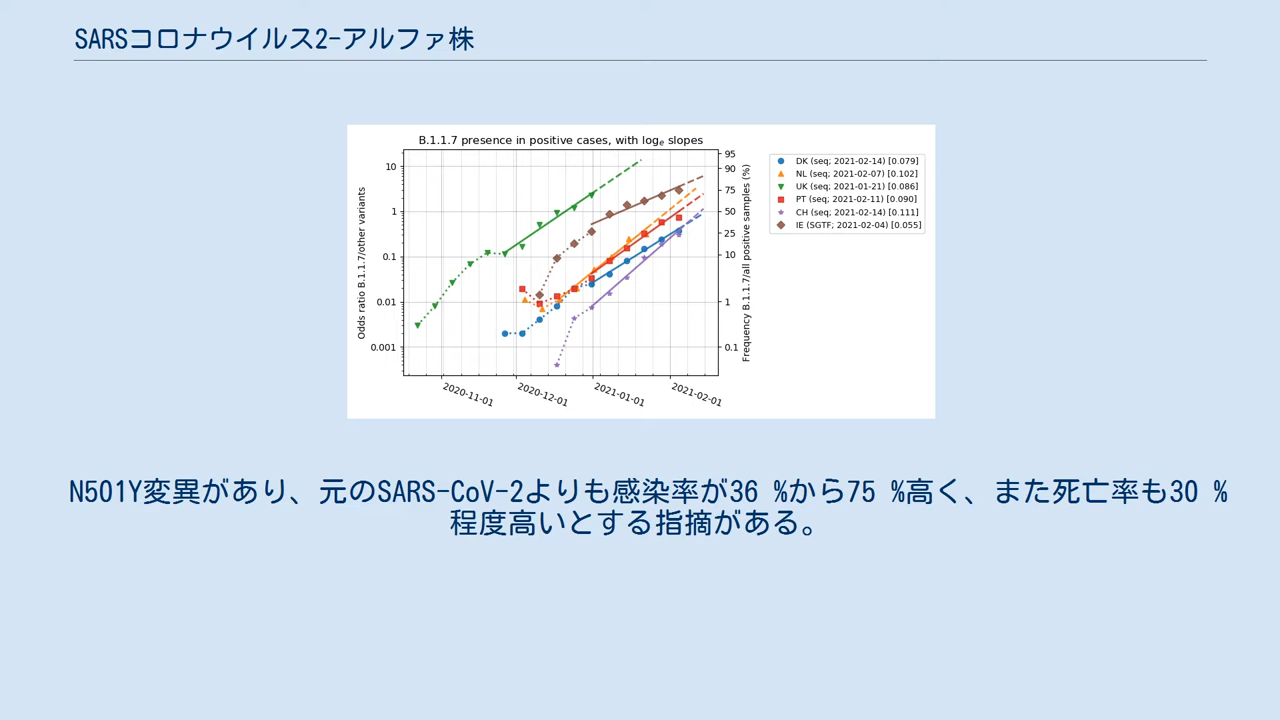 SARSコロナウイルス2-アルファ株
B.1.1.7 presence in positive cases, with logₑ slopes
Odds ratio B.1.1.7/other variants
10
1
0.1
0.01
0.001
95
90
75
50
25
10
1
0.1
Frequency B.1.1.7/all positive samples (%)
2020-11-01
2020-12-01
2021-01-01
2021-02-01
DK (seq; 2021-02-14) [0.079]
NL (seq; 2021-02-07) [0.102]
UK (seq; 2021-01-21) [0.086]
PT (seq; 2021-02-11) [0.090]
CH (seq; 2021-02-14) [0.111]
IE (SGTF; 2021-02-04) [0.055]
N501Y変異があり、元のSARS-CoV-2よりも感染率が36 %から75 %高く、また死亡率も30 %
程度高いとする指摘がある。